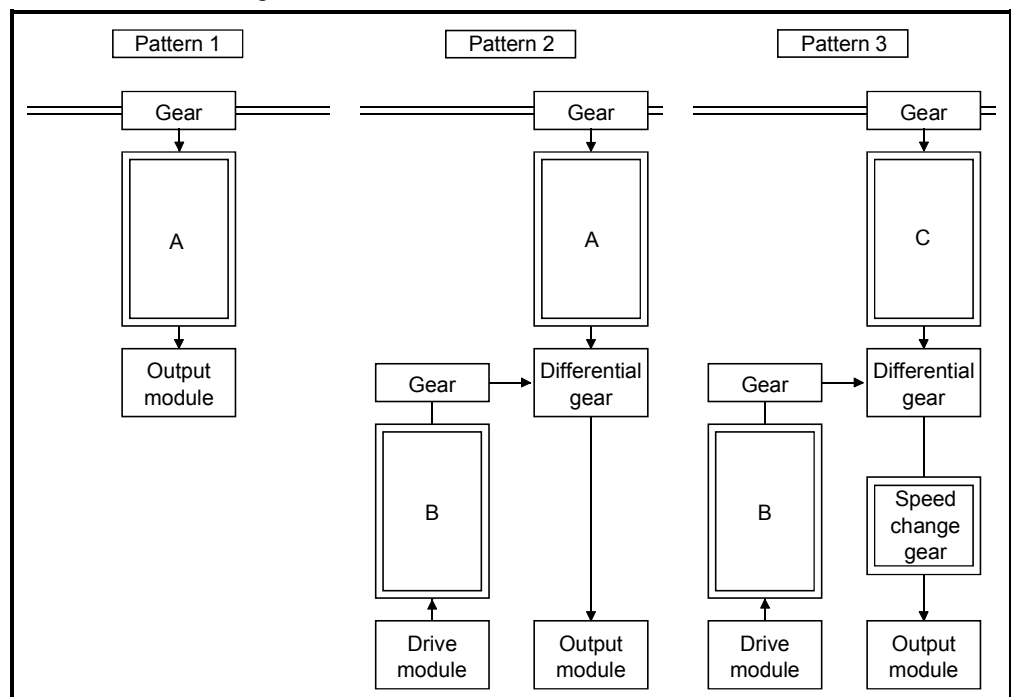 Pattern 1
Gear
A
Output
module
Pattern 2
Gear
A
Differential
gear
Gear
B
Drive
module
Output
module
Pattern 3
Gear
C
Differential
gear
Gear
B
Speed
change
gear
Drive
module
Output
module